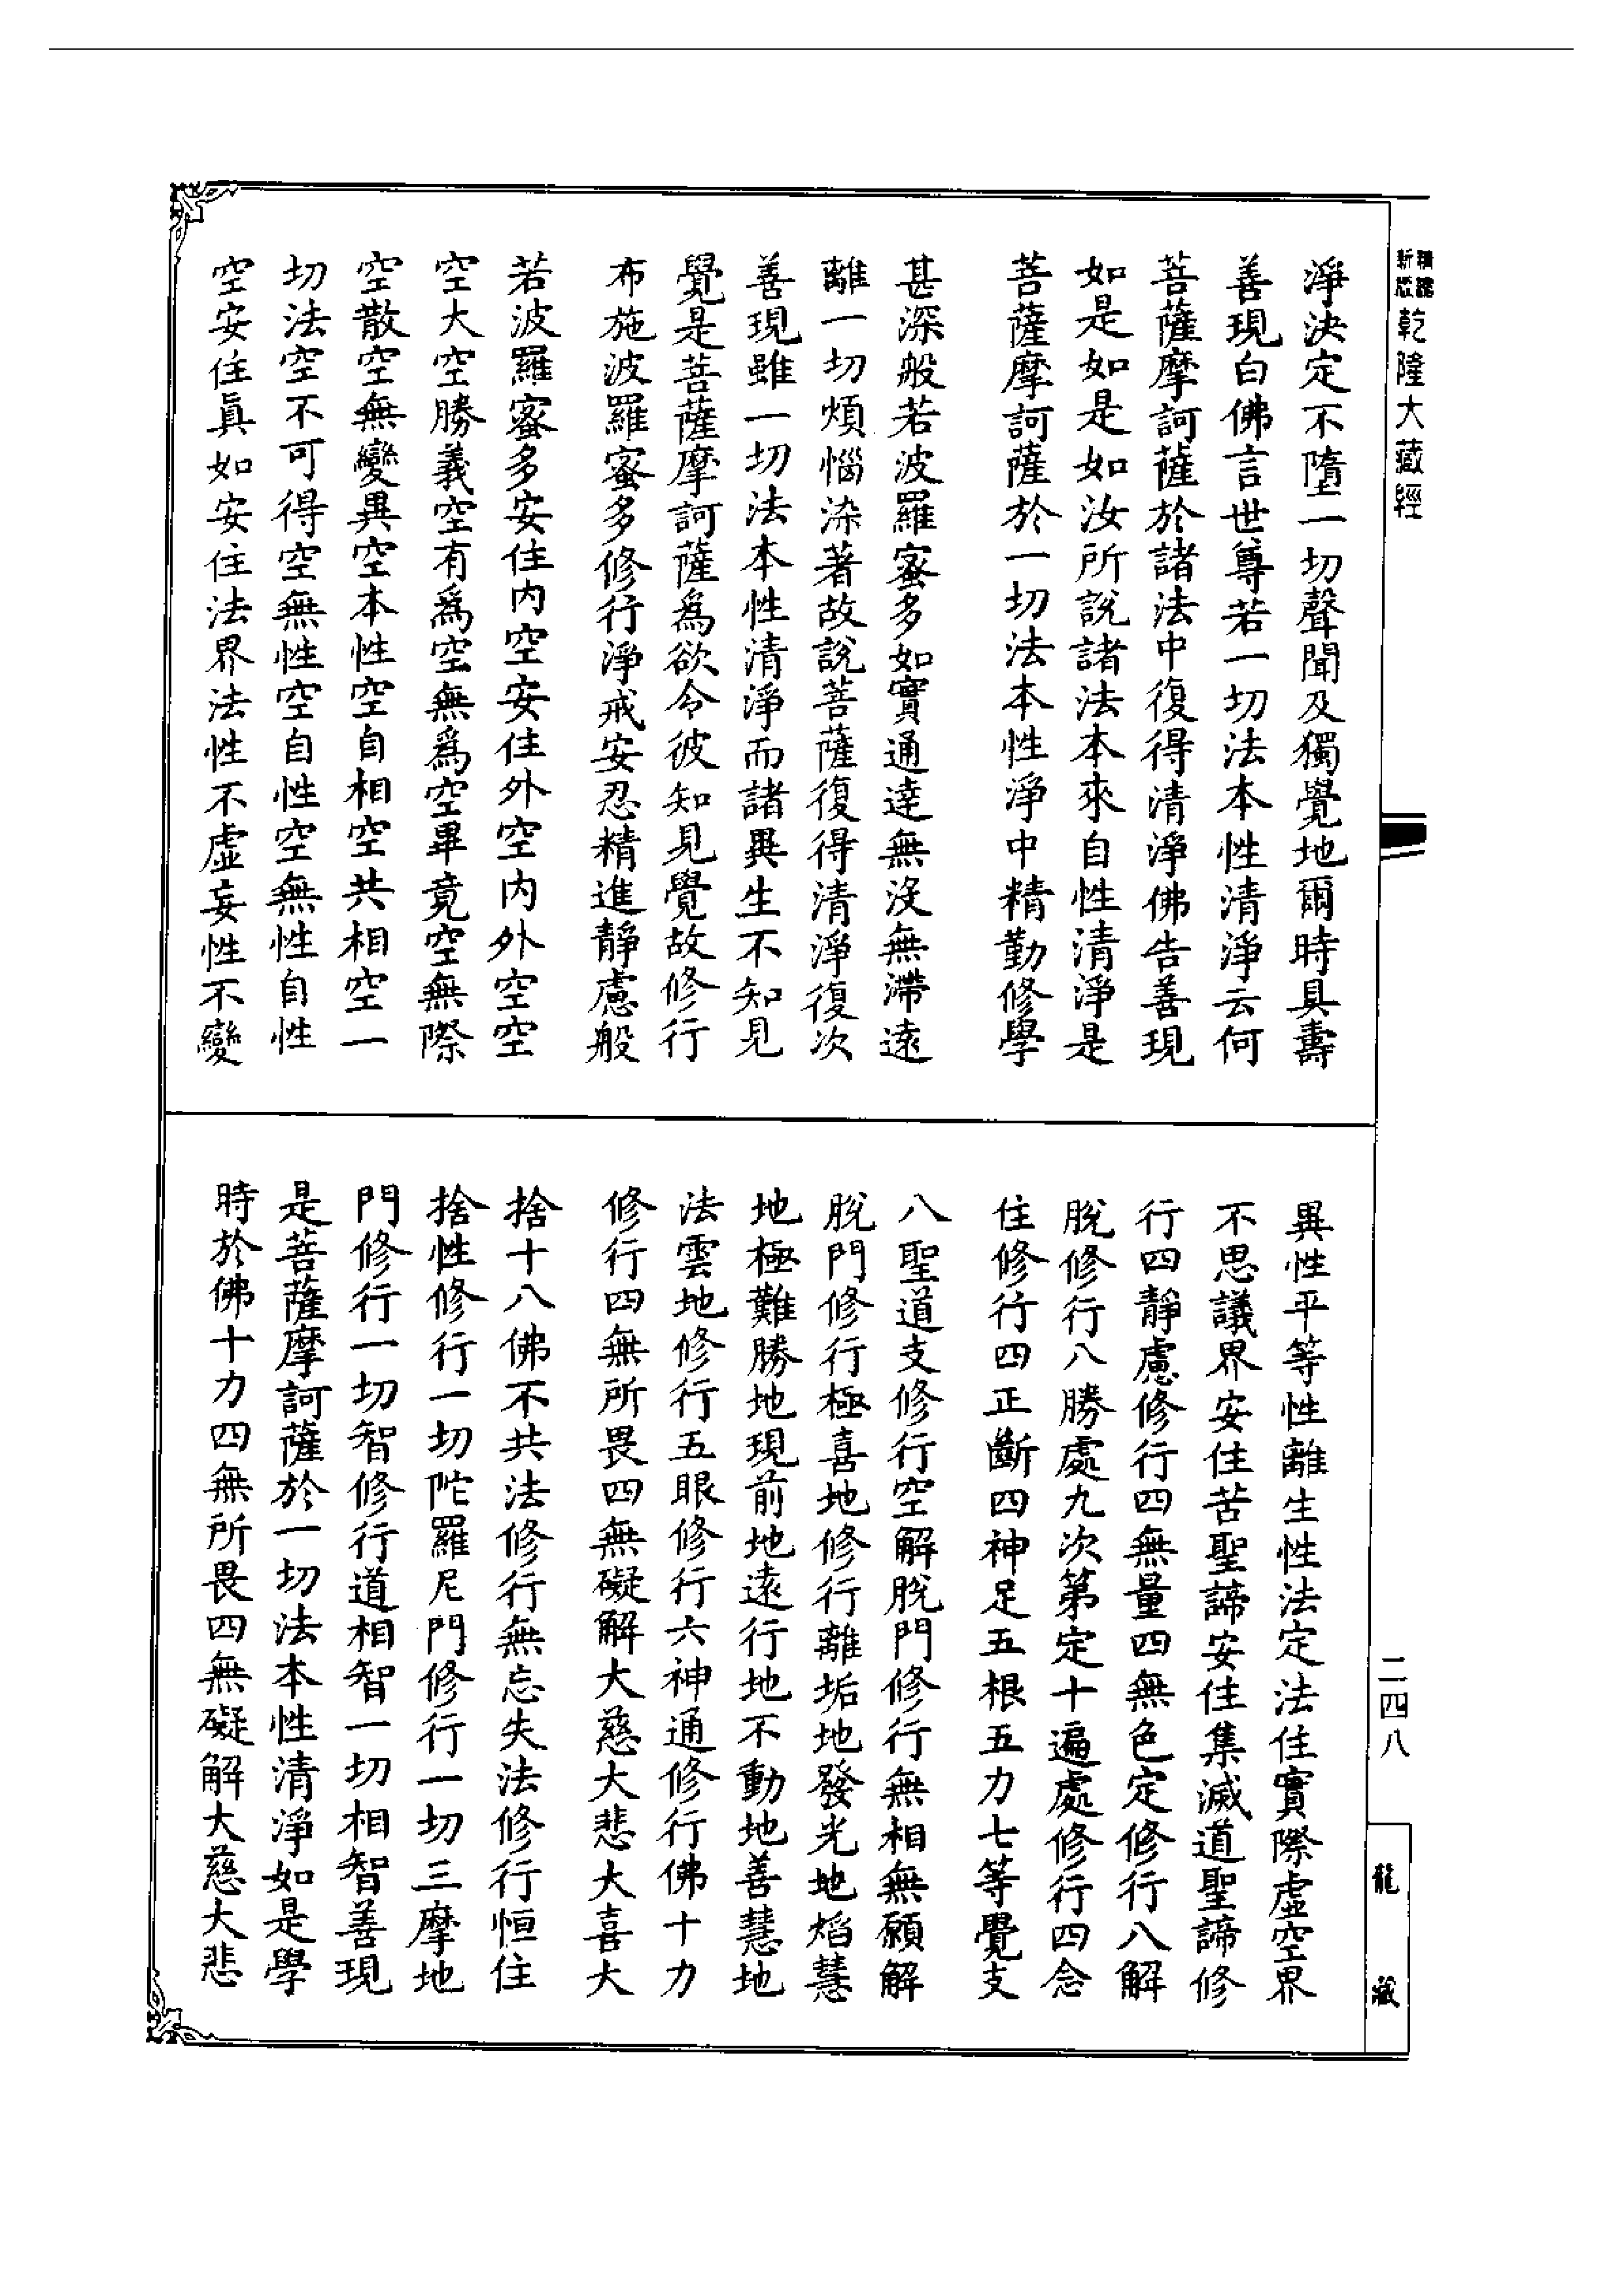 新版精縮乾隆大藏經
淨決定不墮一切聲聞及獨覺地爾時具壽
善現白佛言世尊若一切法本性清淨云何
菩薩摩訶薩於諸法中復得清淨佛告善現
如是如是如汝所說諸法本來自性清淨是
菩薩摩訶薩於一切法本性淨中精勤修學
甚深般若波羅蜜多如實通達無沒無滯遠
離一切煩惱染著故說菩薩復得清淨復次
善現雖一切法本性清淨而諸異生不知見
覺是菩薩摩訶薩爲欲令彼知見覺故修行
布施波羅蜜多修行淨戒安忍精進靜慮般
若波羅蜜多安住內空安住外空內外空空
空大空勝義空有爲空無爲空畢竟空無際
空散空無變異空本性空自相空共相空一
切法空不可得空無性空自性空無性自性
空安住眞如安住法界法性不虛妄性不變
異性平等性離生性法定法住實際虛空界
不思議界安住苦聖諦安住集滅道聖諦修
行四靜慮修行四無量四無色定修行八解
脫修行八勝處九次第定十遍處修行四念
住修行四正斷四神足五根五力七等覺支
八聖道支修行空解脫門修行無相無願解
脫門修行極喜地修行離垢地發光地焰慧
地極難勝地現前地遠行地不動地善慧地
法雲地修行五眼修行六神通修行佛十力
修行四無所畏四無礙解大慈大悲大喜大
捨十八佛不共法修行無忘失法修行恒住
捨性修行一切陀羅尼門修行一切三摩地
門修行一切智修行道相智一切相智善現
是菩薩摩訶薩於一切法本性清淨如是學
時於佛十力四無所畏四無礙解大慈大悲
二四八
龍藏